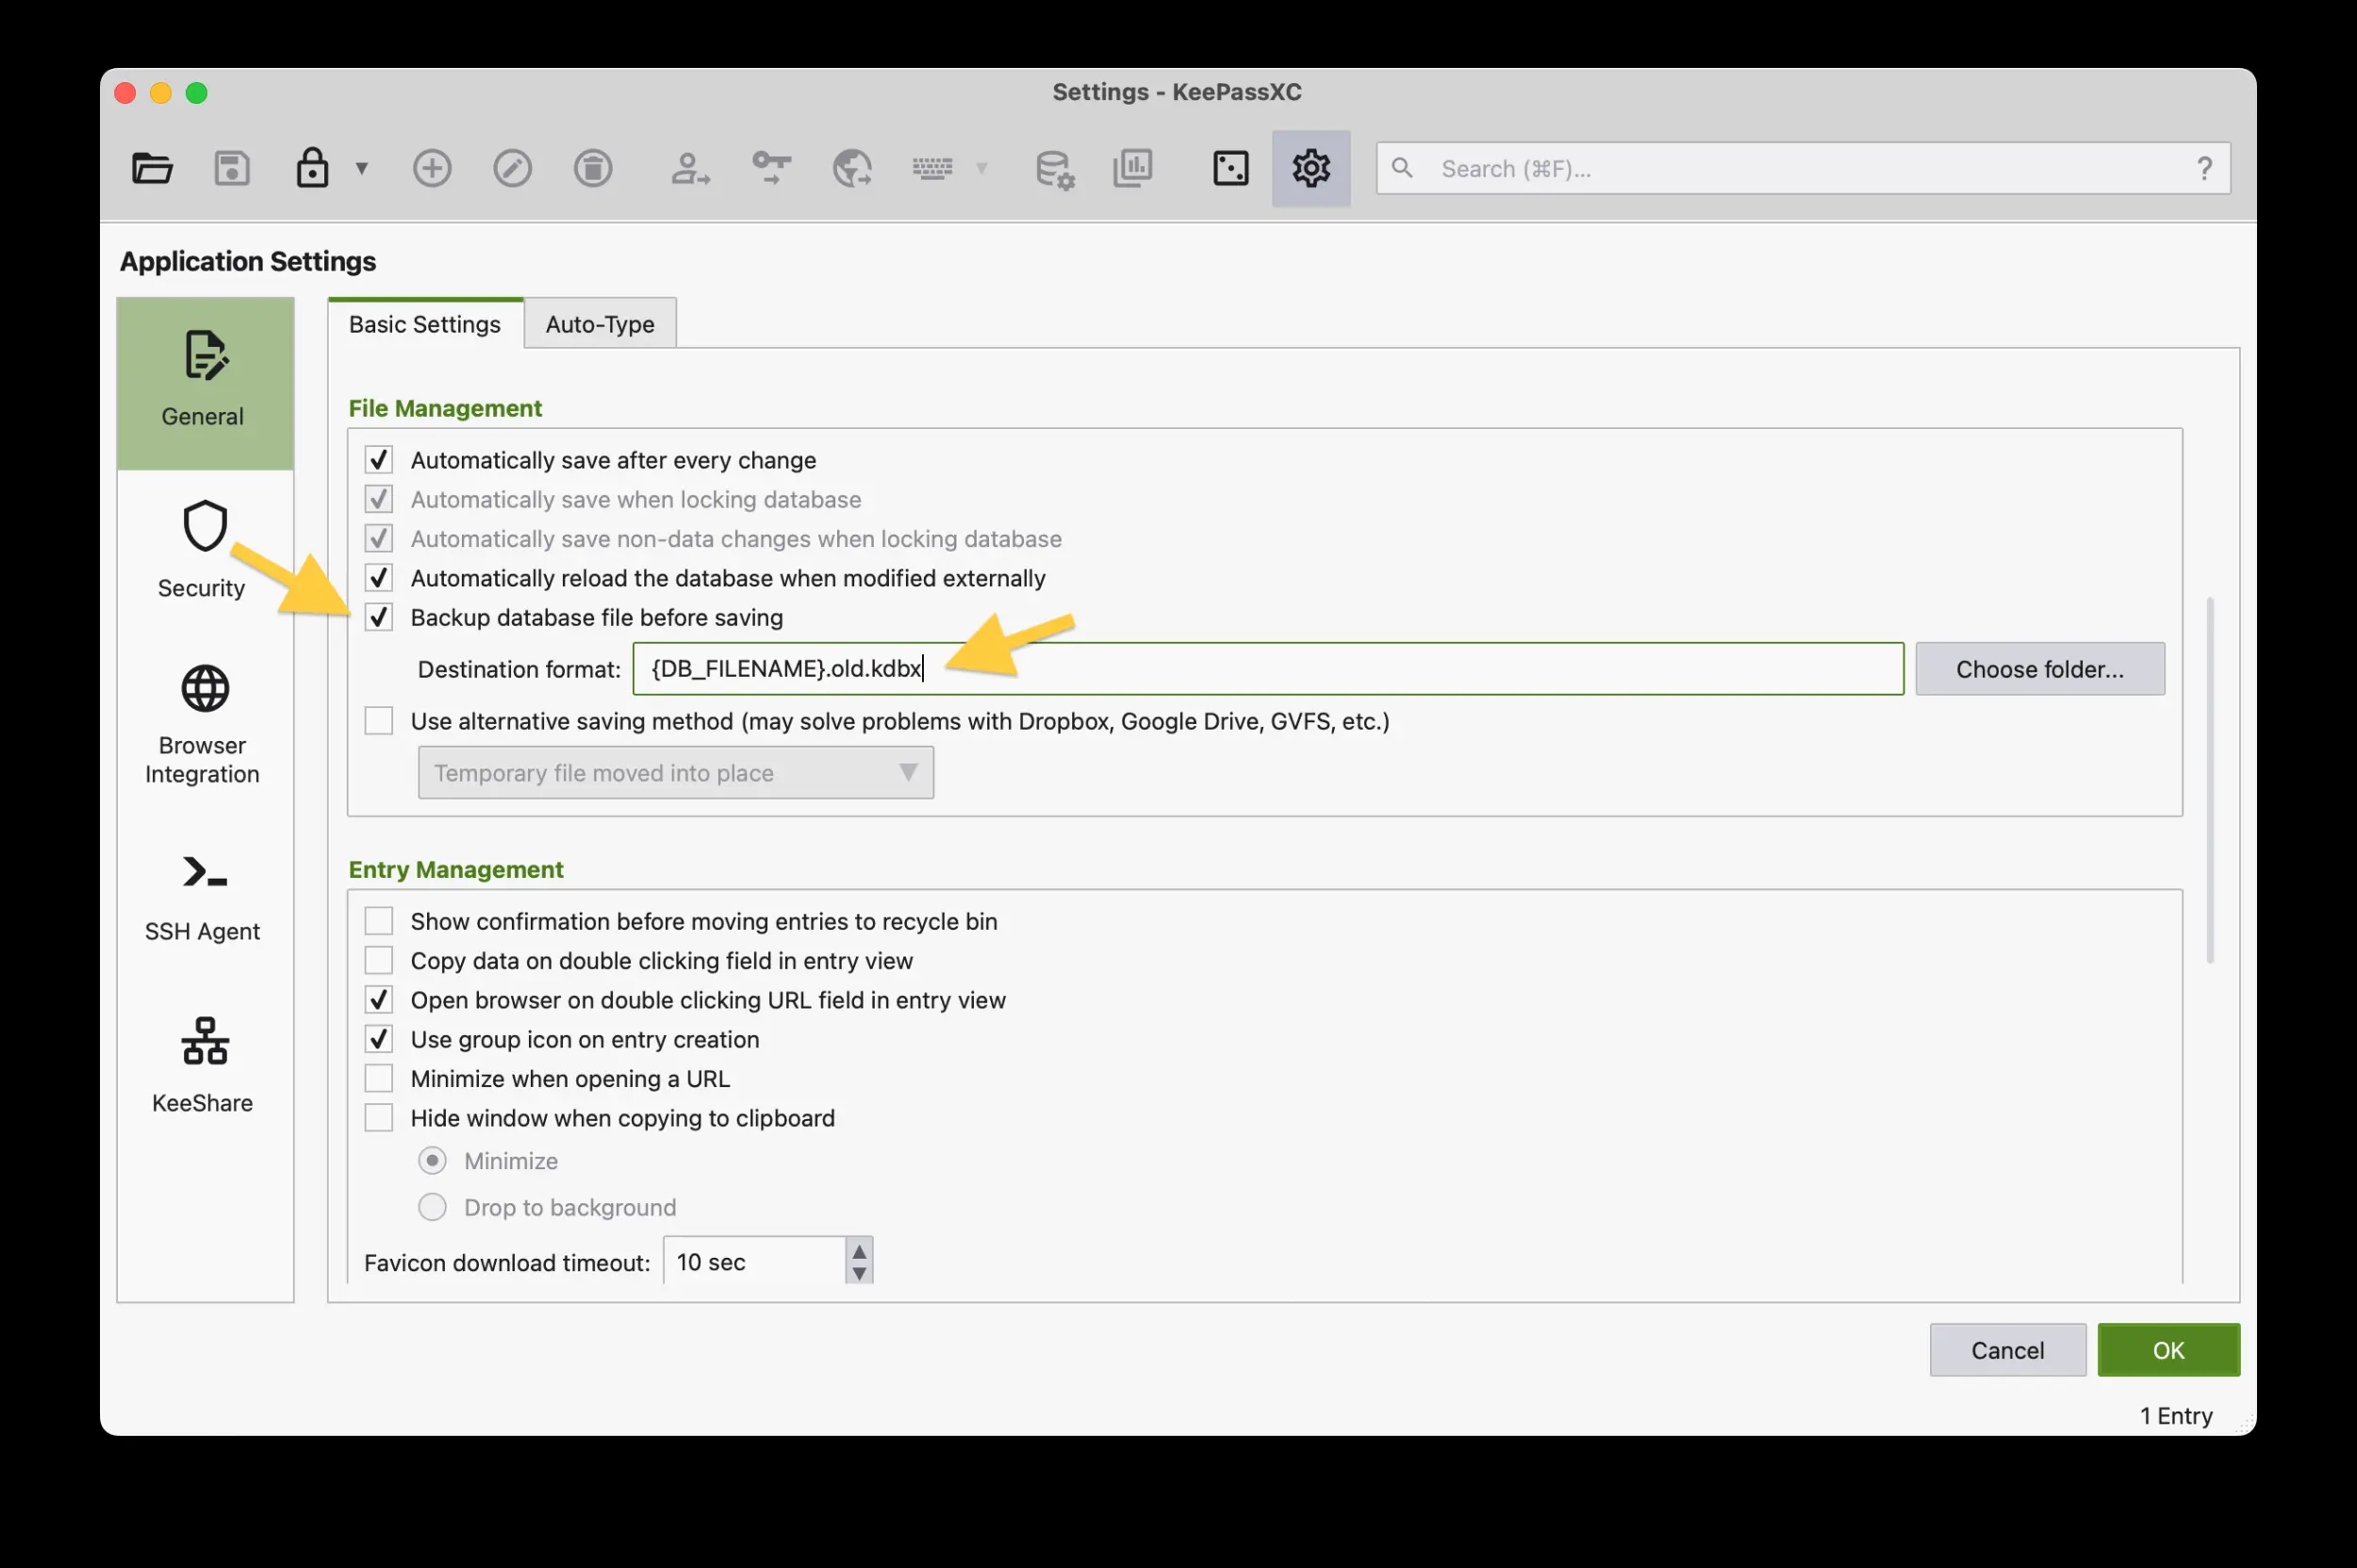 Settings - KeePassXC
Search (⌘F)...
?
Application Settings
General
Security
Browser
Integration
SSH Agent
KeeShare
Basic Settings
Auto-Type
File Management
Automatically save after every change
Automatically save when locking database
Automatically save non-data changes when locking database
Automatically reload the database when modified externally
Backup database file before saving
Destination format: {DB_FILENAME}.old.kdbx Choose folder...
Use alternative saving method (may solve problems with Dropbox, Google Drive, GVFS, etc.)
Temporary file moved into place
Entry Management
Show confirmation before moving entries to recycle bin
Copy data on double clicking field in entry view
Open browser on double clicking URL field in entry view
Use group icon on entry creation
Minimize when opening a URL
Hide window when copying to clipboard
Minimize
Drop to background
Favicon download timeout: 10 sec
Cancel
OK
1 Entry